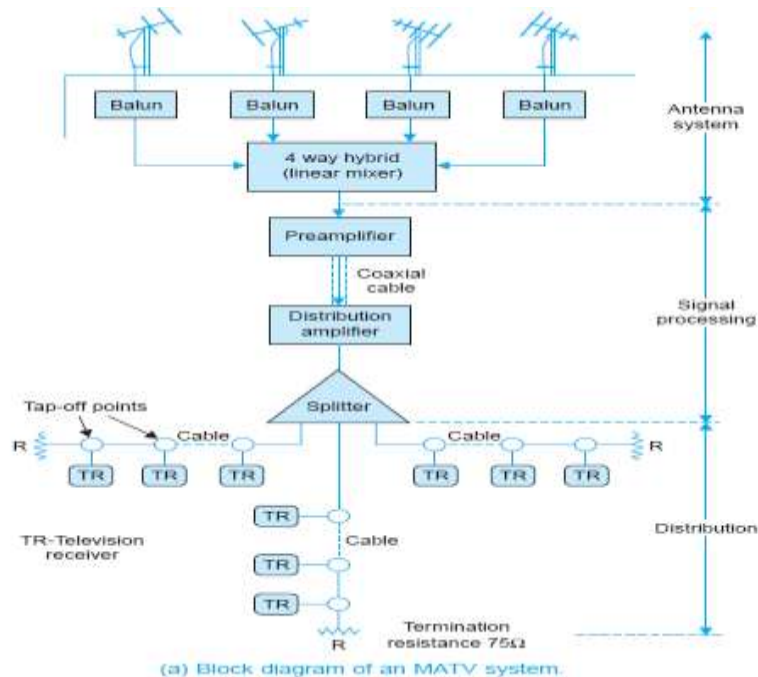 Balun
Balun
Balun
Balun
Antenna
system
4 way hybrid
(linear mixer)
Preamplifier
Coaxial
cable
Distribution
amplifier
Signal
processing
Splitter
Tap-off points
Cable
Cable
R
R
TR
TR
TR
TR
TR
TR
TR
Cable
TR
TR
TR-Television
receiver
Distribution
Termination
resistance 75Ω
R
(a) Block diagram of an MATV system.